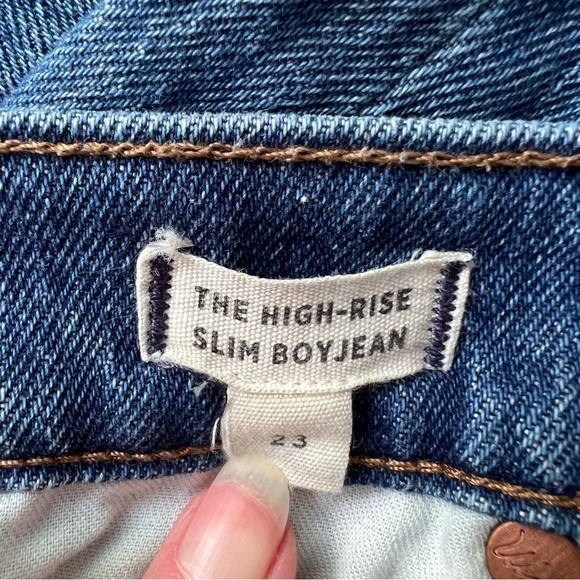 THE HIGH-RISE
SLIM BOYJEAN
23